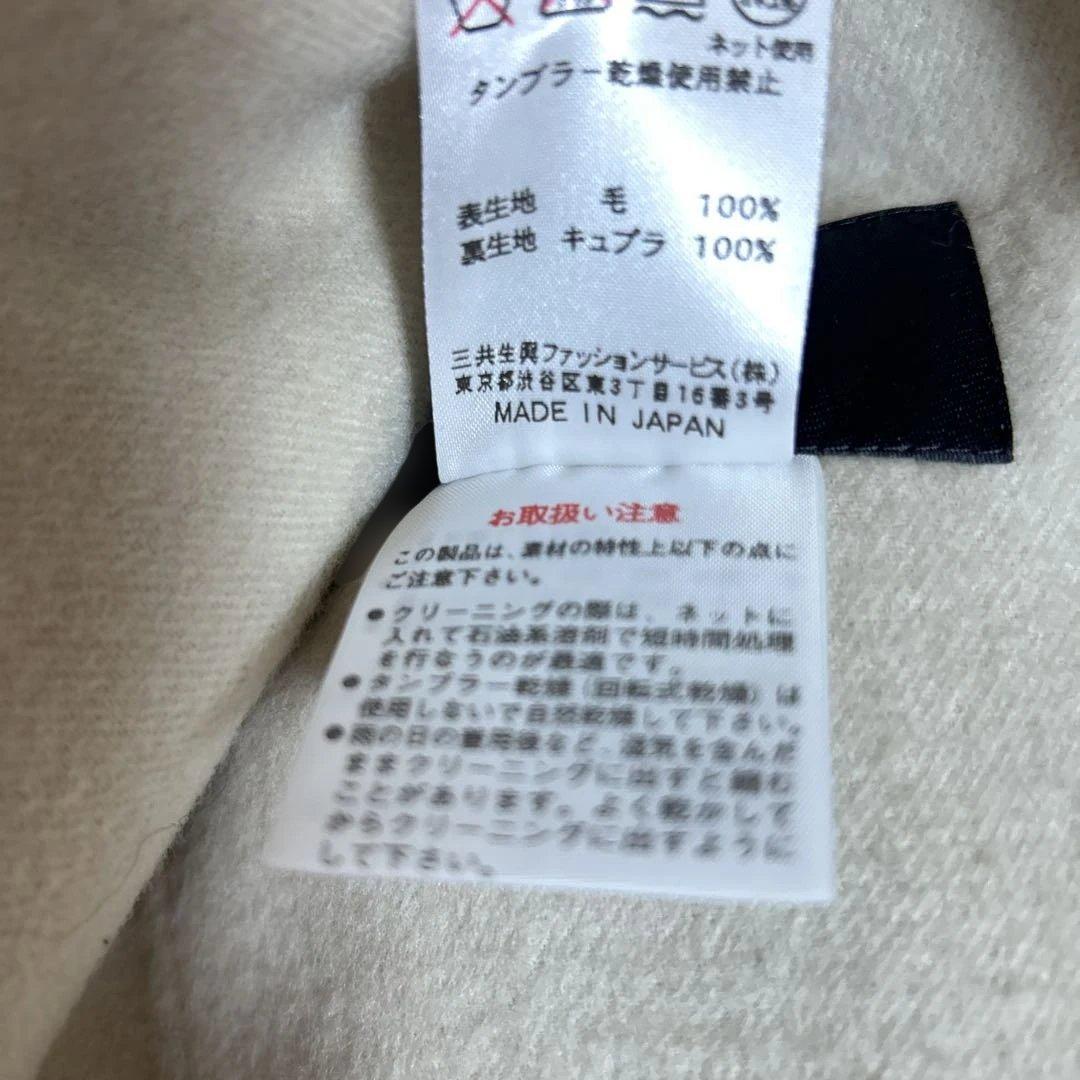 ネット使用
タンブラー乾燥使用禁止
表生地 毛 100%
裏生地 キュプラ 100%
三共生興ファッションサービス(株)
東京都渋谷区東3丁目16番3号
MADE IN JAPAN
お取扱い注意
この製品は、素材の特性上以下の点に
ご注意下さい。
●クリーニングの際は、ネットに
入れて石油系溶剤で短時間処理
を行なうのが最適です。
●タンブラー乾燥(回転式乾燥)は
使用しないで自然乾燥して下さい。
●雨の日の着用後など、湿気を含んだ
ままクリーニングに出すと縮む
ことがあります。よく乾かして
からクリーニングに出すように
して下さい。